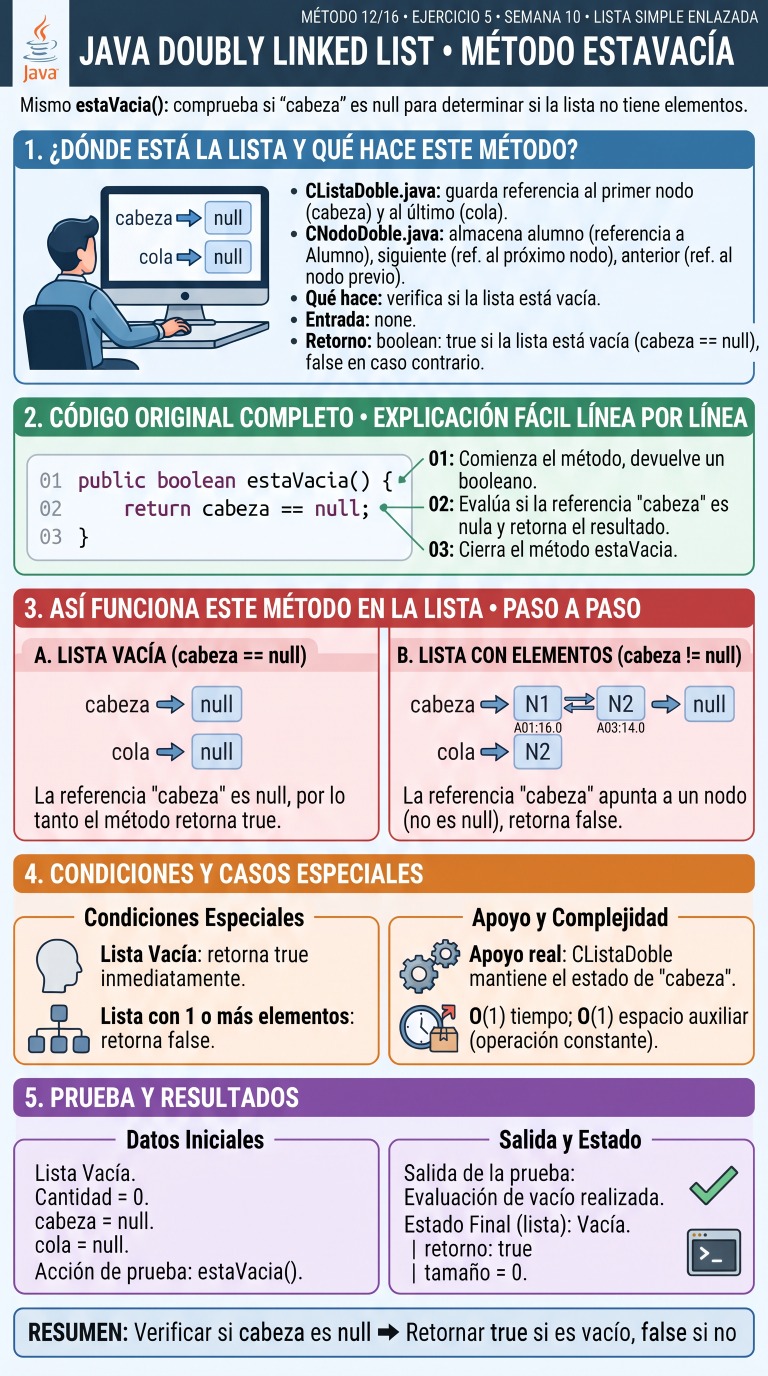 MÉTODO 12/16 • EJERCICIO 5 • SEMANA 10 • LISTA SIMPLE ENLAZADA
Java
JAVA DOUBLY LINKED LIST • MÉTODO ESTAVACÍA
Mismo estaVacia(): comprueba si “cabeza” es null para determinar si la lista no tiene elementos.
1. ¿DÓNDE ESTÁ LA LISTA Y QUÉ HACE ESTE MÉTODO?
cabeza ➡ null
cola ➡ null
• CListaDoble.java: guarda referencia al primer nodo
(cabeza) y al último (cola).
• CNodoDoble.java: almacena alumno (referencia a
Alumno), siguiente (ref. al próximo nodo), anterior (ref. al
nodo previo).
• Qué hace: verifica si la lista está vacía.
• Entrada: none.
• Retorno: boolean: true si la lista está vacía (cabeza == null),
false en caso contrario.
2. CÓDIGO ORIGINAL COMPLETO • EXPLICACIÓN FÁCIL LÍNEA POR LÍNEA
01 public boolean estaVacia() {
02     return cabeza == null;
03 }
01: Comienza el método, devuelve un
booleano.
02: Evalúa si la referencia "cabeza" es
nula y retorna el resultado.
03: Cierra el método estaVacia.
3. ASÍ FUNCIONA ESTE MÉTODO EN LA LISTA • PASO A PASO
A. LISTA VACÍA (cabeza == null)
cabeza ➡ null
cola ➡ null
La referencia "cabeza" es null, por lo
tanto el método retorna true.
B. LISTA CON ELEMENTOS (cabeza != null)
cabeza ➡ N1 ⇄ N2 ➡ null
A01:16.0 A03:14.0
cola ➡ N2
La referencia "cabeza" apunta a un nodo
(no es null), retorna false.
4. CONDICIONES Y CASOS ESPECIALES
Condiciones Especiales
Lista Vacía: retorna true
inmediatamente.
Lista con 1 o más elementos:
retorna false.
Apoyo y Complejidad
Apoyo real: CListaDoble
mantiene el estado de "cabeza".
O(1) tiempo; O(1) espacio auxiliar
(operación constante).
5. PRUEBA Y RESULTADOS
Datos Iniciales
Lista Vacía.
Cantidad = 0.
cabeza = null.
cola = null.
Acción de prueba: estaVacia().
Salida y Estado
Salida de la prueba:
Evaluación de vacío realizada.
Estado Final (lista): Vacía.
| retorno: true
| tamaño = 0.
>_
RESUMEN: Verificar si cabeza es null ➡ Retornar true si es vacío, false si no